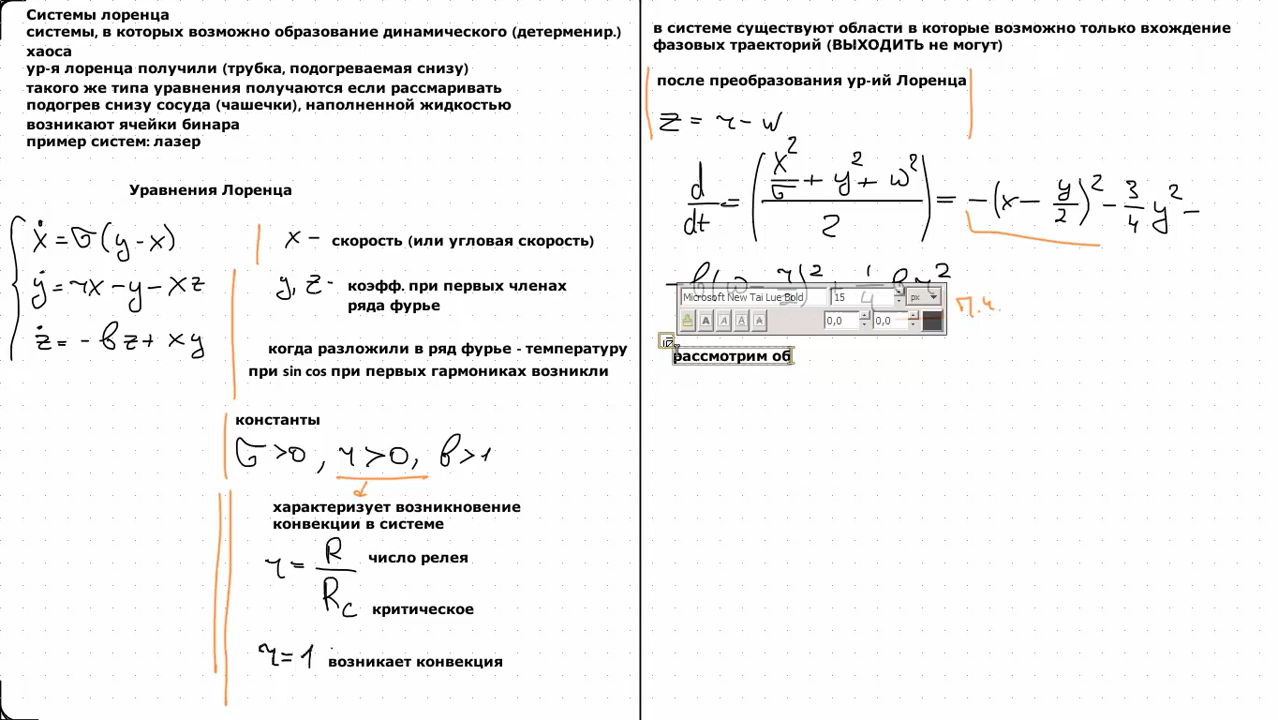 Системы лоренца
системы, в которых возможно образование динамического (детерменир.)
хаоса
ур-я лоренца получили (трубка, подогреваемая снизу)
такого же типа уравнения получаются если рассмаривать
подогрев снизу сосуда (чашечки), наполненной жидкостью
возникают ячейки бинара
пример систем: лазер
Уравнения Лоренца
ẋ = σ(y - x)
ẏ = rx - y - xz
ż = - bz + xy
x - скорость (или угловая скорость)
y, z - коэфф. при первых членах
ряда фурье
когда разложили в ряд фурье - температуру
при sin cos при первых гармониках возникли
константы
σ > 0, r > 0, b > 1
характеризует возникновение
конвекции в системе
r = R / R_c
число релея
критическое
r = 1 возникает конвекция
в системе существуют области в которые возможно только вхождение
фазовых траекторий (ВЫХОДИТЬ не могут)
после преобразования ур-ий Лоренца
z = r - w
d/dt = ((x²/σ + y² + w²)/2) = -(x - y/2)² - 3/4 y² -
Microsoft New Tai Lue Bold 15 px
A A A A 0,0 0,0
п.ч.
рассмотрим об